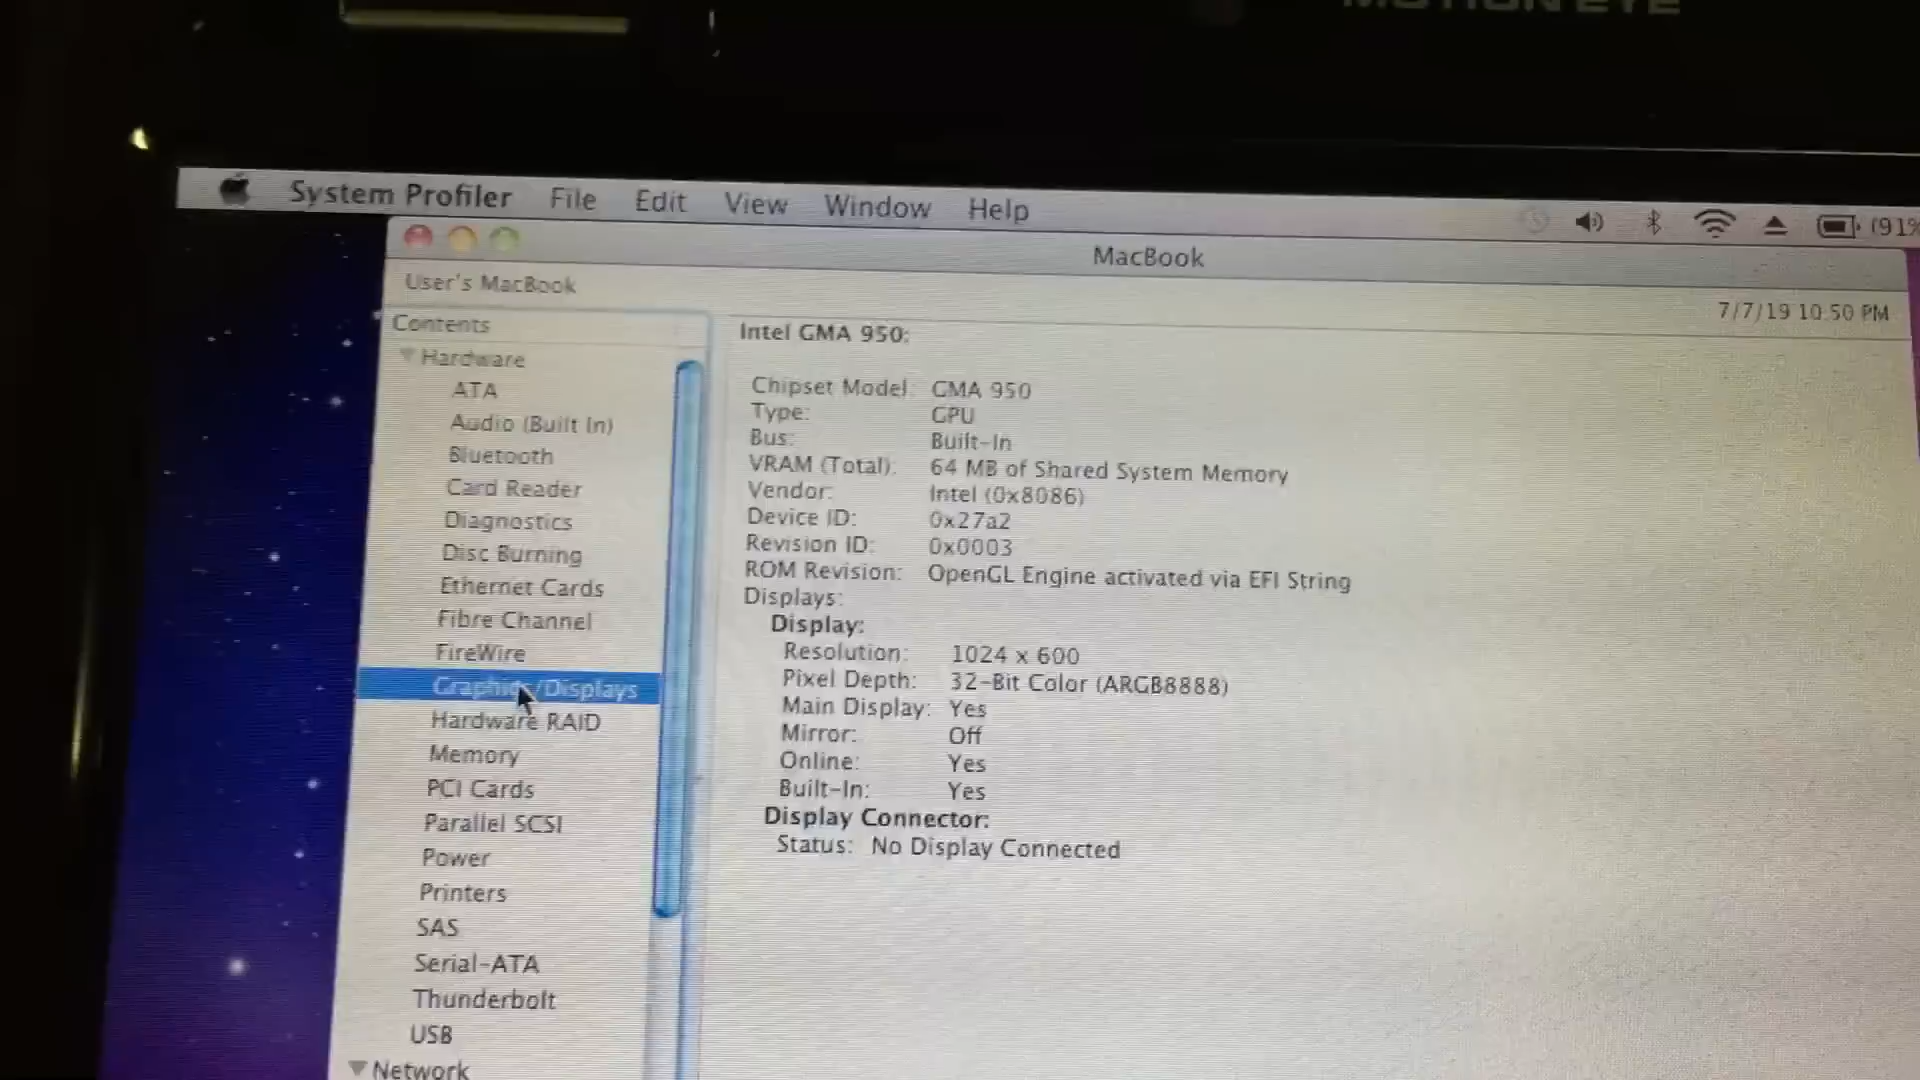 MOTION EYE
System Profiler File Edit View Window Help (91%
MacBook
User's MacBook
7/7/19 10:50 PM
Contents
Hardware
ATA
Audio (Built In)
Bluetooth
Card Reader
Diagnostics
Disc Burning
Ethernet Cards
Fibre Channel
FireWire
Graphics/Displays
Hardware RAID
Memory
PCI Cards
Parallel SCSI
Power
Printers
SAS
Serial-ATA
Thunderbolt
USB
Network
Intel GMA 950:
Chipset Model: GMA 950
Type: GPU
Bus: Built-In
VRAM (Total): 64 MB of Shared System Memory
Vendor: Intel (0x8086)
Device ID: 0x27a2
Revision ID: 0x0003
ROM Revision: OpenGL Engine activated via EFI String
Displays:
Display:
Resolution: 1024 x 600
Pixel Depth: 32-Bit Color (ARGB8888)
Main Display: Yes
Mirror: Off
Online: Yes
Built-In: Yes
Display Connector:
Status: No Display Connected